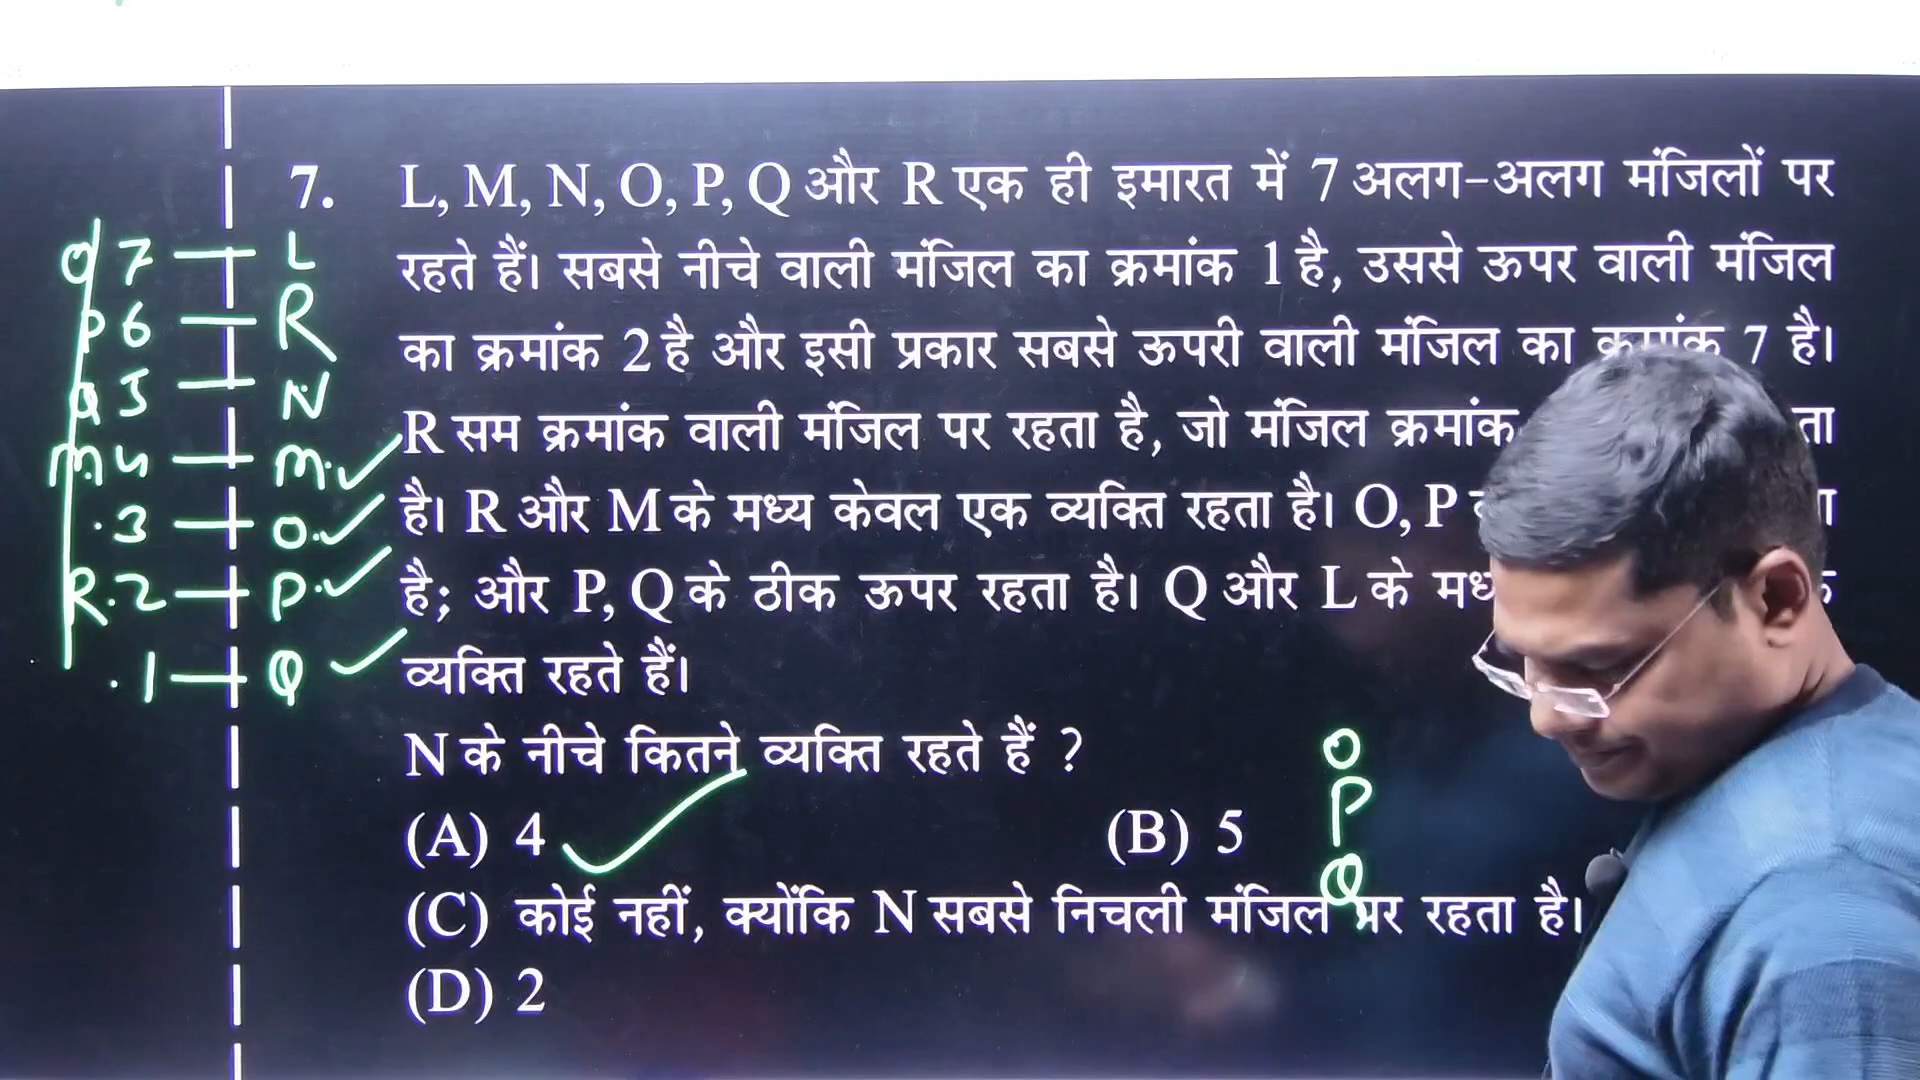 7. L, M, N, O, P, Q और R एक ही इमारत में 7 अलग-अलग मंजिलों पर
रहते हैं। सबसे नीचे वाली मंजिल का क्रमांक 1 है, उससे ऊपर वाली मंजिल
का क्रमांक 2 है और इसी प्रकार सबसे ऊपरी वाली मंजिल का क्रमांक 7 है।
R सम क्रमांक वाली मंजिल पर रहता है, जो मंजिल क्रमांक
है। R और M के मध्य केवल एक व्यक्ति रहता है। O, P
है; और P, Q के ठीक ऊपर रहता है। Q और L के
व्यक्ति रहते हैं।
N के नीचे कितने व्यक्ति रहते हैं ?
(A) 4 (B) 5
(C) कोई नहीं, क्योंकि N सबसे निचली मंजिल पर रहता है।
(D) 2
O 7 L
P 6 R
Q 5 N
M. 4 M.
.3 O.
R.2 P.
.1 Q
O
P
Q